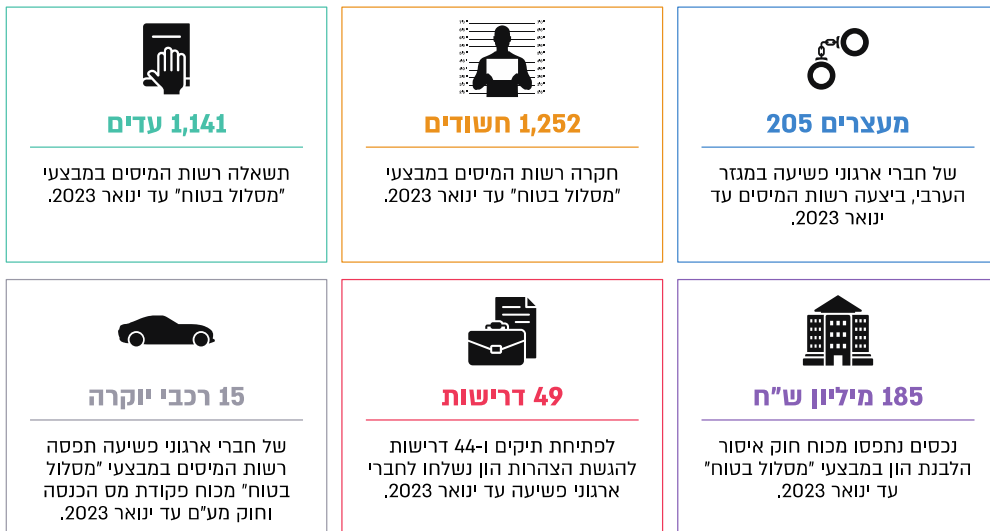 205 מעצרים
של חברי ארגוני פשיעה במגזר
הערבי, ביצעה רשות המיסים עד
ינואר 2023.
1,252 חשודים
חקרה רשות המיסים במבצעי
"מסלול בטוח" עד ינואר 2023.
1,141 עדים
תשאלה רשות המיסים במבצעי
"מסלול בטוח" עד ינואר 2023.
185 מיליון ש"ח
נכסים נתפסו מכוח חוק איסור
הלבנת הון במבצעי "מסלול בטוח"
עד ינואר 2023.
49 דרישות
לפתיחת תיקים ו-44 דרישות
להגשת הצהרות הון נשלחו לחברי
ארגוני פשיעה עד ינואר 2023.
15 רכבי יוקרה
של חברי ארגוני פשיעה תפסה
רשות המיסים במבצעי "מסלול
בטוח" מכוח פקודת מס הכנסה
וחוק מע"מ עד ינואר 2023.